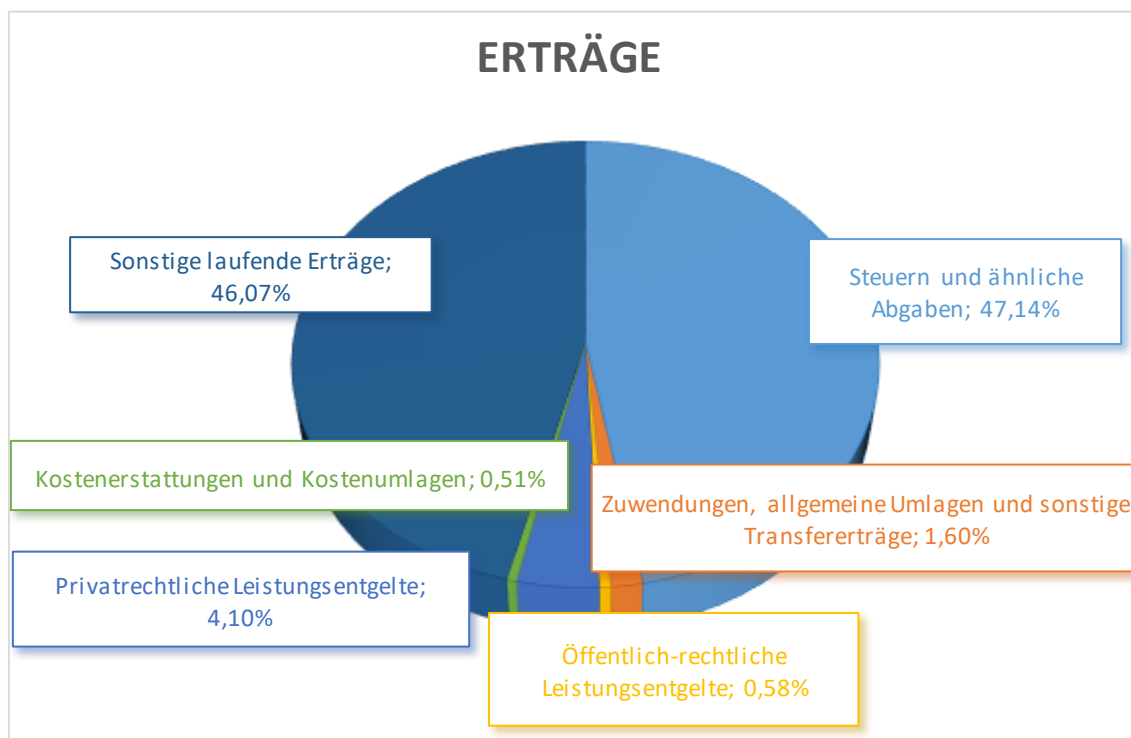 ERTRÄGE
Sonstige laufende Erträge;
46,07%
Steuern und ähnliche
Abgaben; 47,14%
Kostenerstattungen und Kostenumlagen; 0,51%
Zuwendungen, allgemeine Umlagen und sonstige
Transfererträge; 1,60%
Privatrechtliche Leistungsentgelte;
4,10%
Öffentlich-rechtliche
Leistungsentgelte; 0,58%